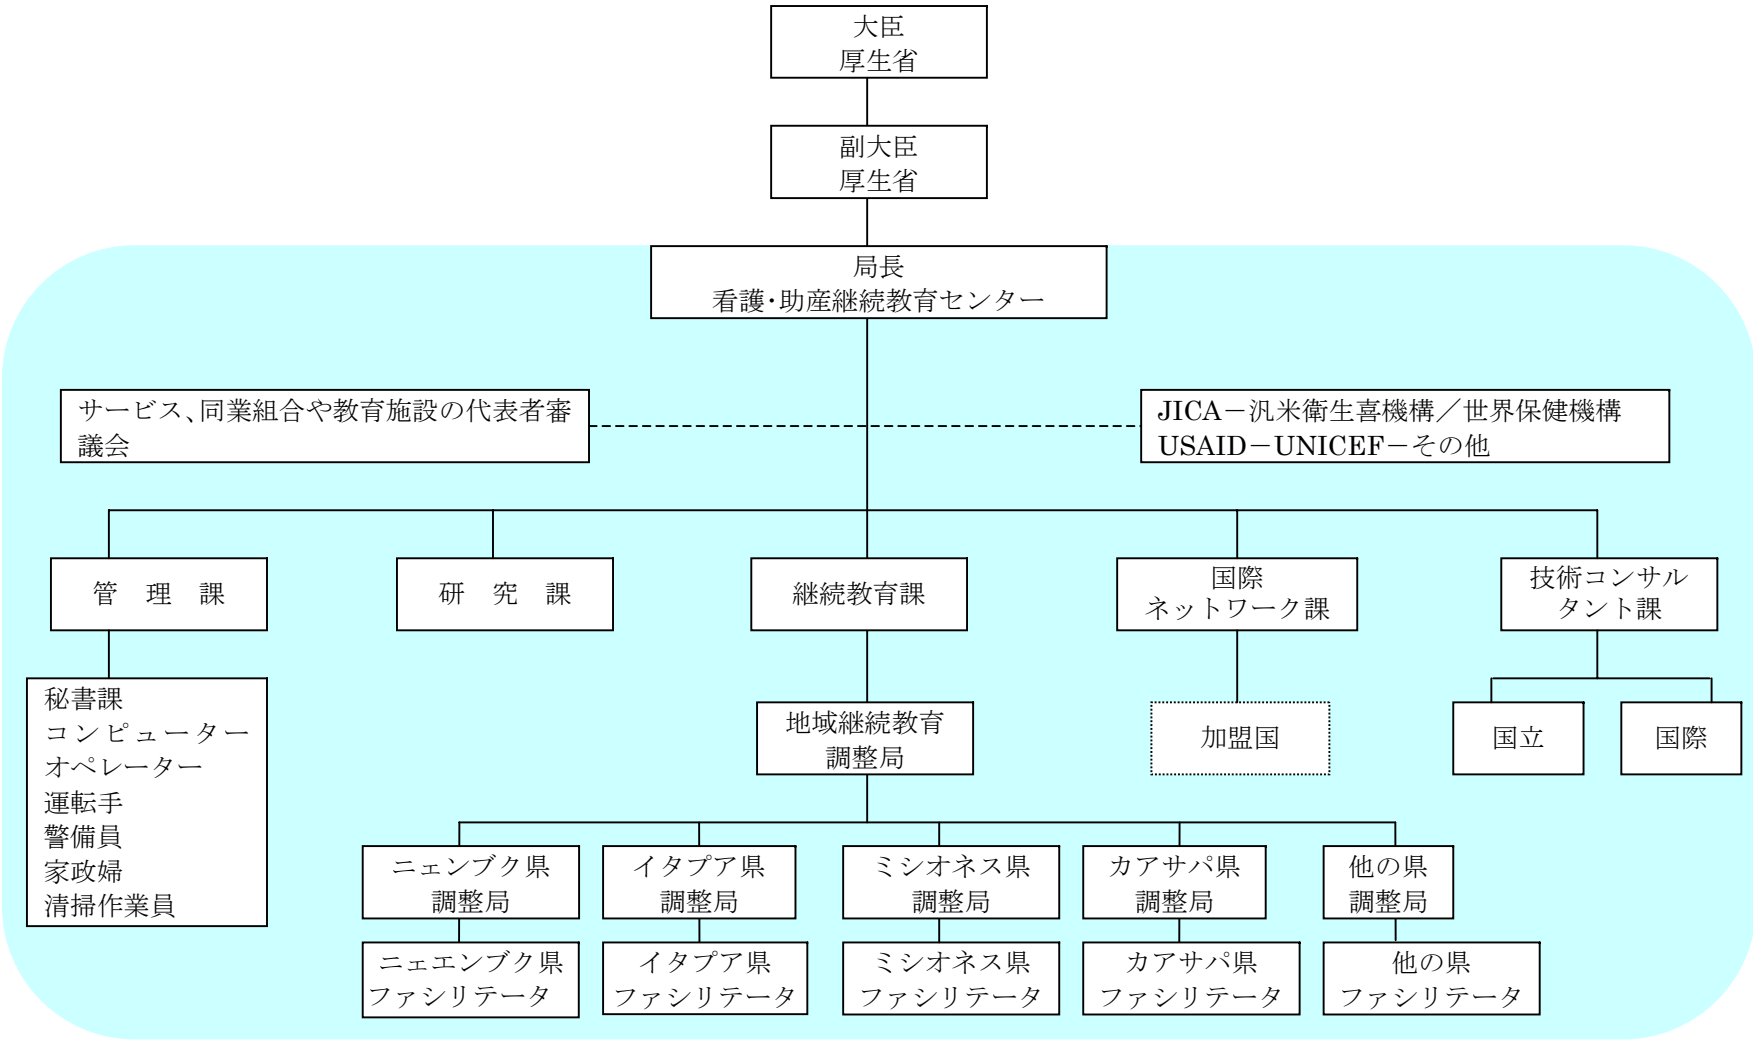 大臣
厚生省
副大臣
厚生省
局長
看護・助産継続教育センター
サービス、同業組合や教育施設の代表者審
議会
JICA－汎米衛生喜機構／世界保健機構
USAID－UNICEF－その他
管　理　課
研　究　課
継続教育課
国際
ネットワーク課
技術コンサル
タント課
秘書課
コンピューター
オペレーター
運転手
警備員
家政婦
清掃作業員
地域継続教育
調整局
加盟国
国立
国際
ニェンブク県
調整局
イタプア県
調整局
ミシオネス県
調整局
カアサパ県
調整局
他の県
調整局
ニェエンブク県
ファシリテータ
イタプア県
ファシリテータ
ミシオネス県
ファシリテータ
カアサパ県
ファシリテータ
他の県
ファシリテータ